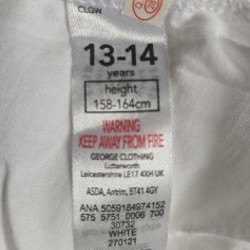 CLGW
13-14
years
height
158-164cm
WARNING
KEEP AWAY FROM FIRE
GEORGE CLOTHING
Lutterworth
Leicestershire LE17 4XH UK
ASDA, Antrim, BT41 4GY
ANA 5059184974152
575 5751 0006 700
30732
WHITE
270121